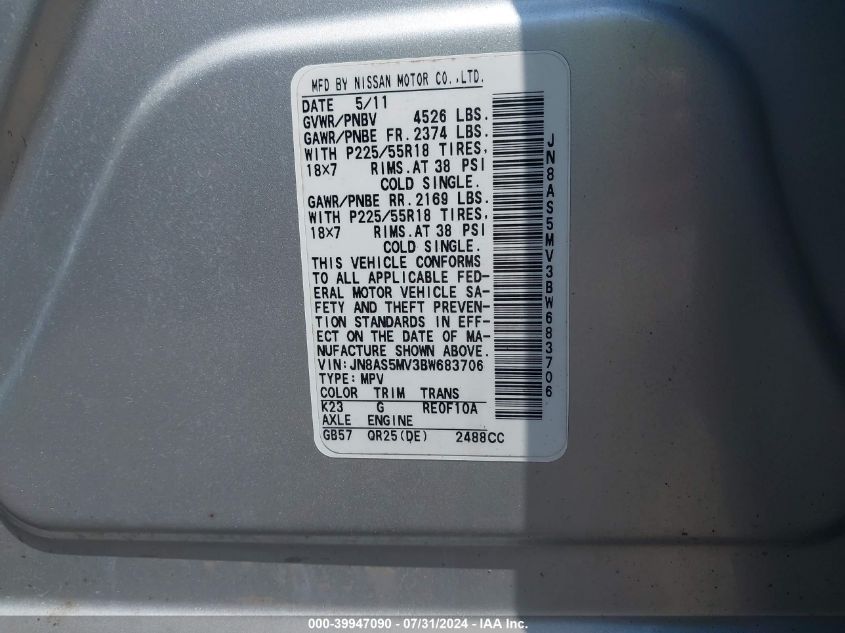 MFD BY NISSAN MOTOR CO.,LTD.
DATE 5/11
GVWR/PNBV 4526 LBS.
GAWR/PNBE FR. 2374 LBS.
WITH P225/55R18 TIRES,
18X7 RIMS.AT 38 PSI
COLD SINGLE.
GAWR/PNBE RR. 2169 LBS.
WITH P225/55R18 TIRES,
18X7 RIMS.AT 38 PSI
COLD SINGLE.
THIS VEHICLE CONFORMS
TO ALL APPLICABLE FED-
ERAL MOTOR VEHICLE SA-
FETY AND THEFT PREVEN-
TION STANDARDS IN EFF-
ECT ON THE DATE OF MA-
NUFACTURE SHOWN ABOVE.
VIN:JN8AS5MV3BW683706
TYPE:MPV
COLOR TRIM TRANS
K23 G RE0F10A
AXLE ENGINE
GB57 QR25(DE) 2488CC
JN8AS5MV3BW683706
000-39947090 - 07/31/2024 - IAA Inc.